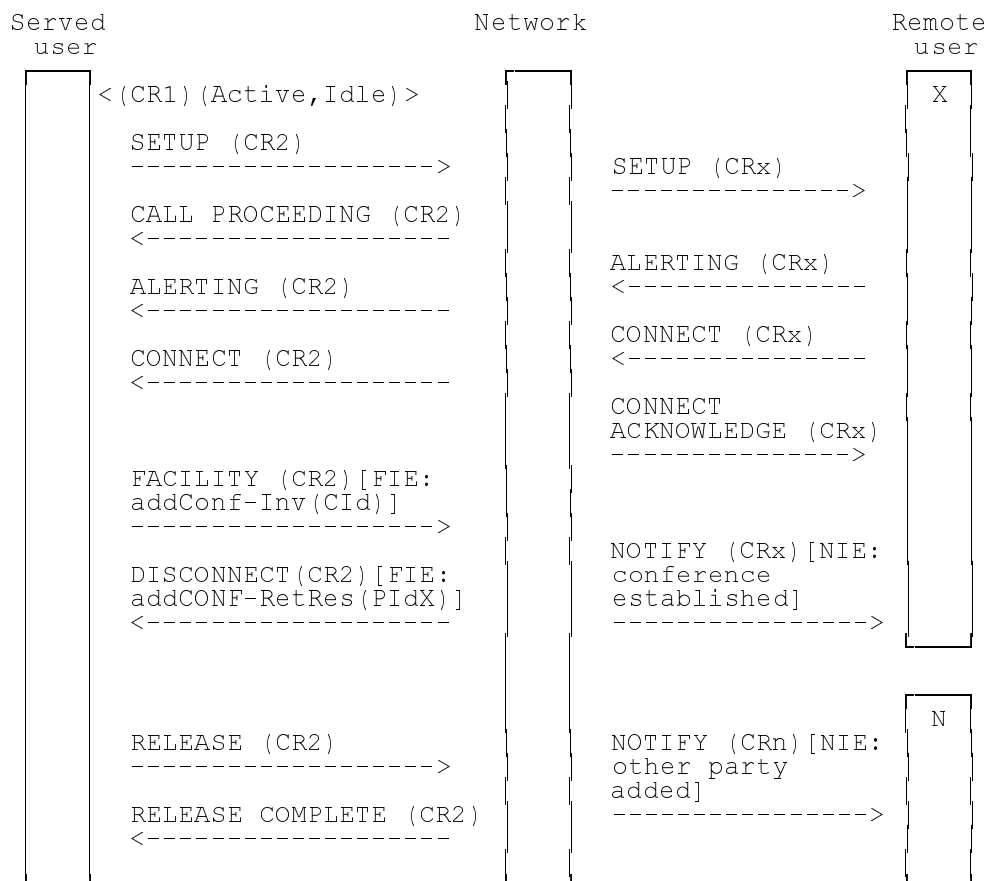 Served user
Network
Remote user
<(CR1)(Active,Idle)>
X
SETUP (CR2)
------------------->
SETUP (CRx)
--------------->
CALL PROCEEDING (CR2)
<-------------------
ALERTING (CRx)
<---------------
ALERTING (CR2)
<-------------------
CONNECT (CRx)
<---------------
CONNECT (CR2)
<-------------------
CONNECT
ACKNOWLEDGE (CRx)
--------------->
FACILITY (CR2)[FIE:
addConf-Inv(CId)]
------------------->
NOTIFY (CRx)[NIE:
conference
established]
---------------->
DISCONNECT(CR2)[FIE:
addCONF-RetRes(PIdX)]
<-------------------
N
RELEASE (CR2)
------------------->
NOTIFY (CRn)[NIE:
other party
added]
---------------->
RELEASE COMPLETE (CR2)
<-------------------